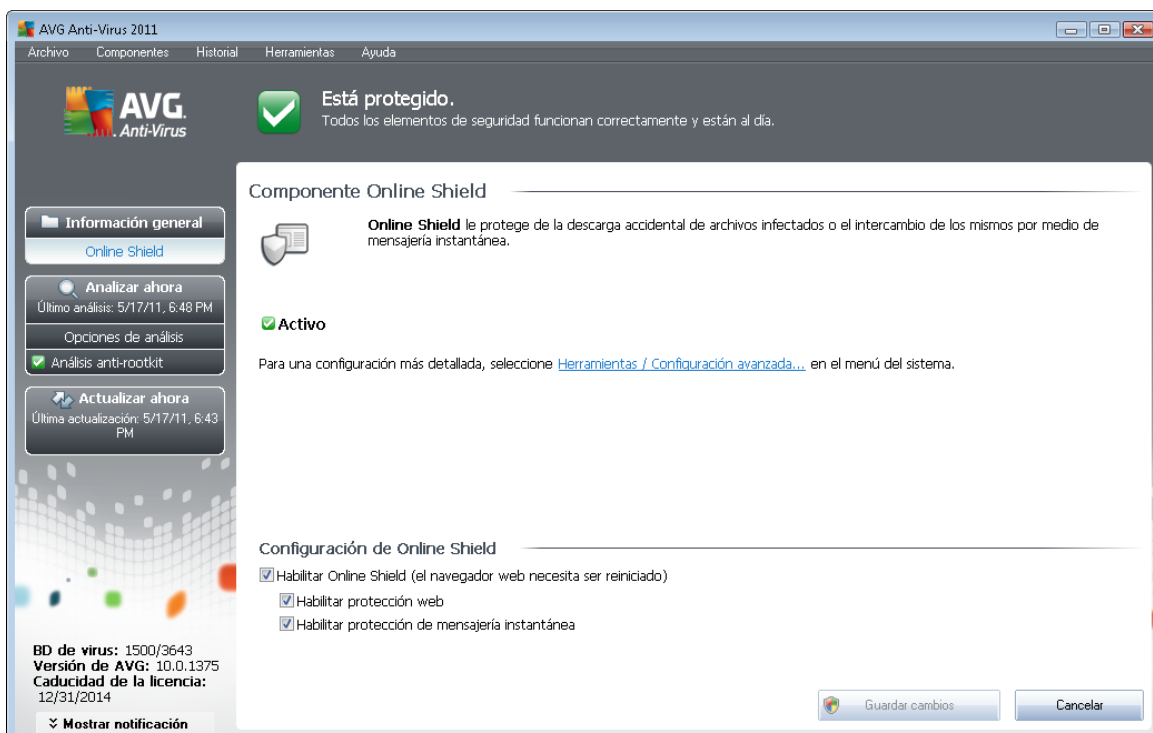 AVG Anti-Virus 2011
Archivo Componentes Historial Herramientas Ayuda
AVG.
Anti-Virus
Está protegido.
Todos los elementos de seguridad funcionan correctamente y están al día.
Información general
Online Shield
Analizar ahora
Último análisis: 5/17/11, 6:48 PM
Opciones de análisis
Análisis anti-rootkit
Actualizar ahora
Última actualización: 5/17/11, 6:43
PM
BD de virus: 1500/3643
Versión de AVG: 10.0.1375
Caducidad de la licencia:
12/31/2014
Mostrar notificación
Componente Online Shield
Online Shield le protege de la descarga accidental de archivos infectados o el intercambio de los mismos por medio de
mensajería instantánea.
Activo
Para una configuración más detallada, seleccione Herramientas / Configuración avanzada... en el menú del sistema.
Configuración de Online Shield
Habilitar Online Shield (el navegador web necesita ser reiniciado)
Habilitar protección web
Habilitar protección de mensajería instantánea
Guardar cambios
Cancelar